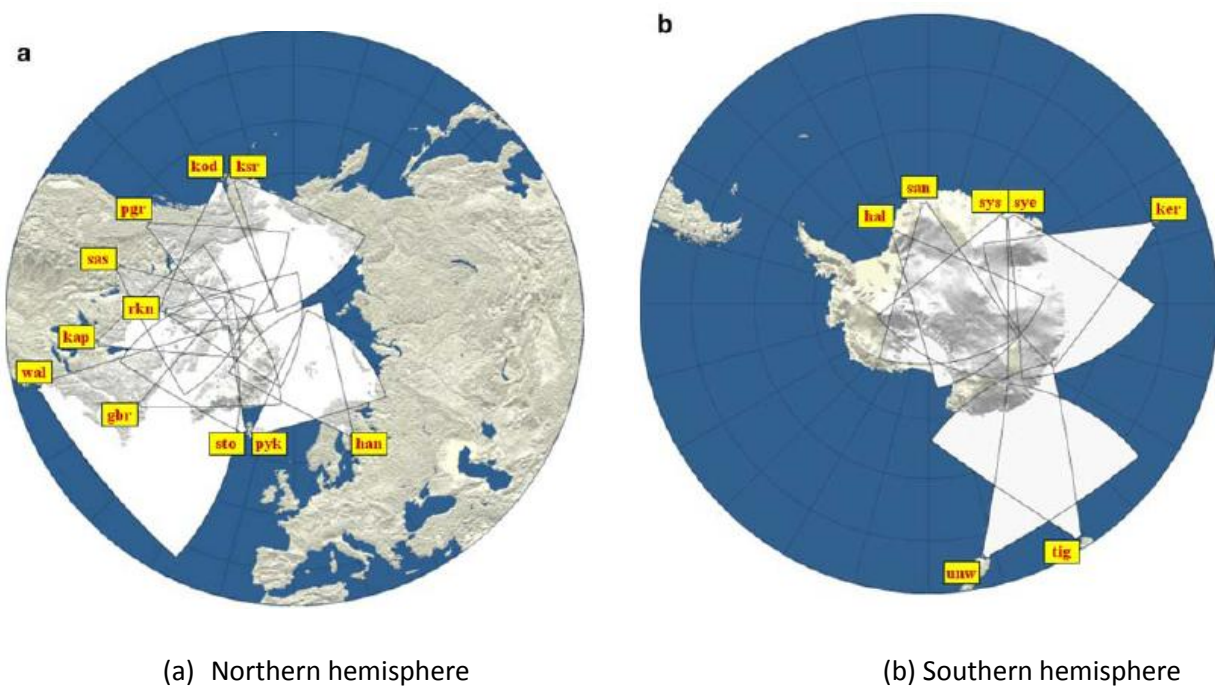 a
kod ksr
pgr
sas
rkn
kap
wal
gbr
sto pyk han
b
san
hal sys sye ker
unw tig
(a) Northern hemisphere
(b) Southern hemisphere